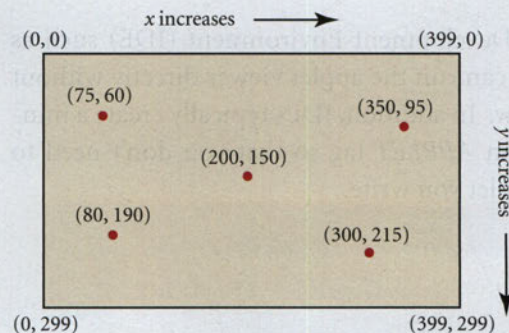 x increases
(0, 0) (399, 0)
(75, 60) (350, 95)
(200, 150)
y increases
(80, 190) (300, 215)
(0, 299) (399, 299)